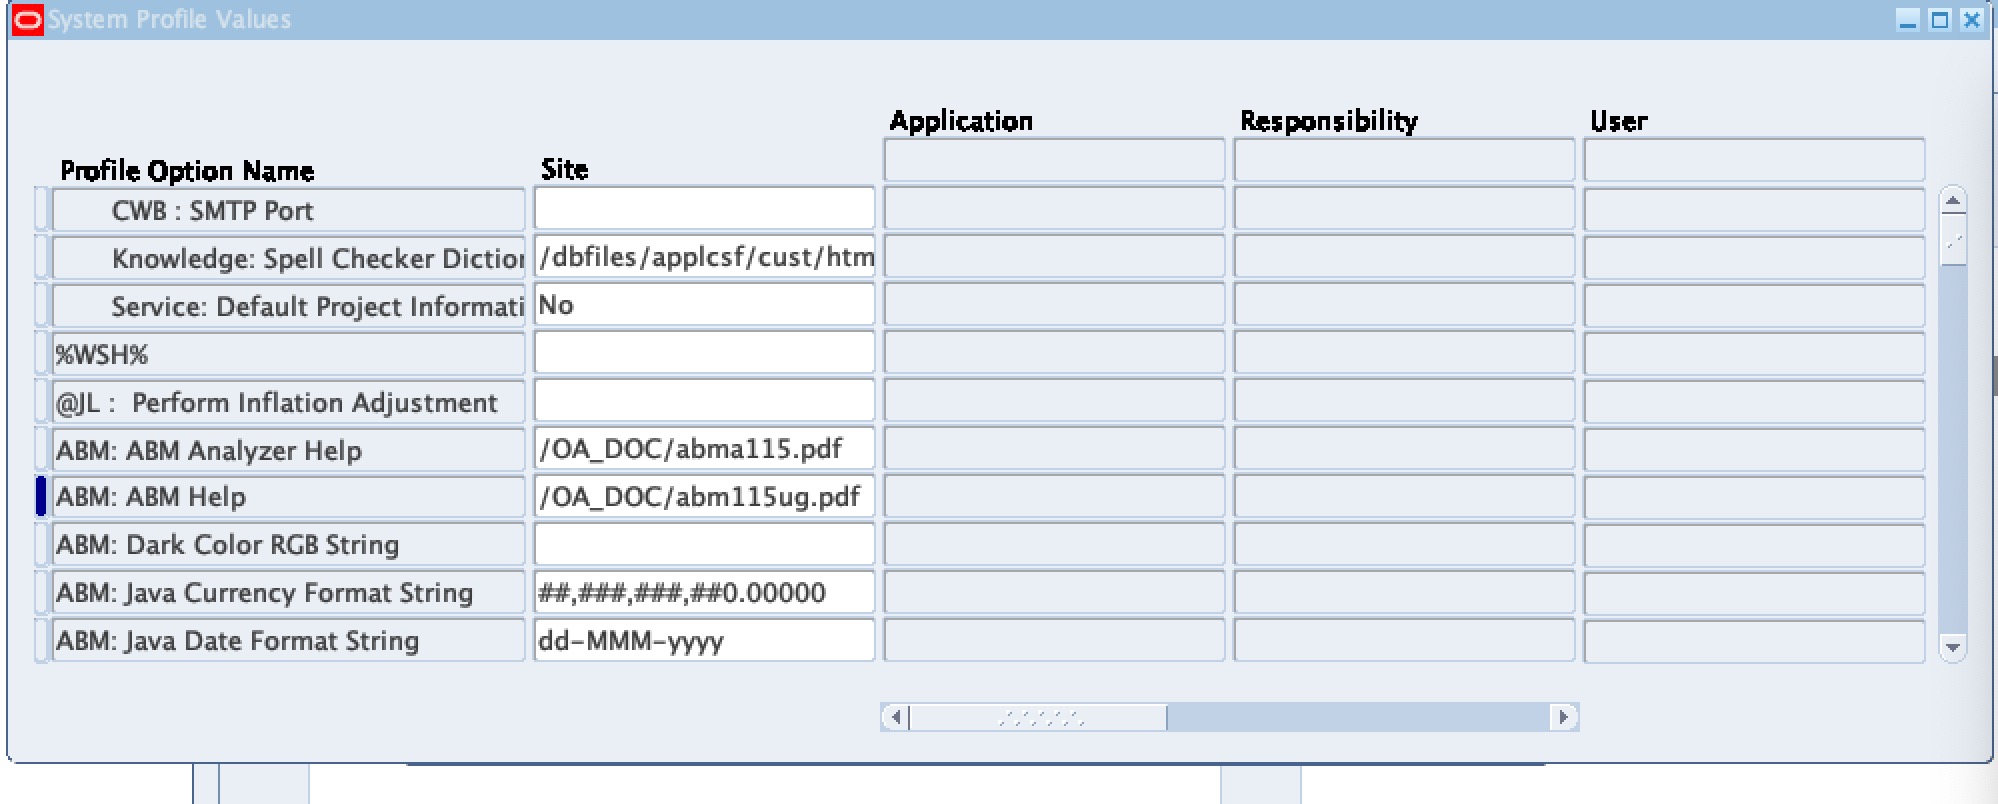 System Profile Values
Application Responsibility User
Profile Option Name Site
CWB : SMTP Port
Knowledge: Spell Checker Diction /dbfiles/applcsf/cust/htm
Service: Default Project Informati No
%WSH%
@JL :  Perform Inflation Adjustment
ABM: ABM Analyzer Help /OA_DOC/abma115.pdf
ABM: ABM Help /OA_DOC/abm115ug.pdf
ABM: Dark Color RGB String
ABM: Java Currency Format String ##,###,###,##0.00000
ABM: Java Date Format String dd-MMM-yyyy